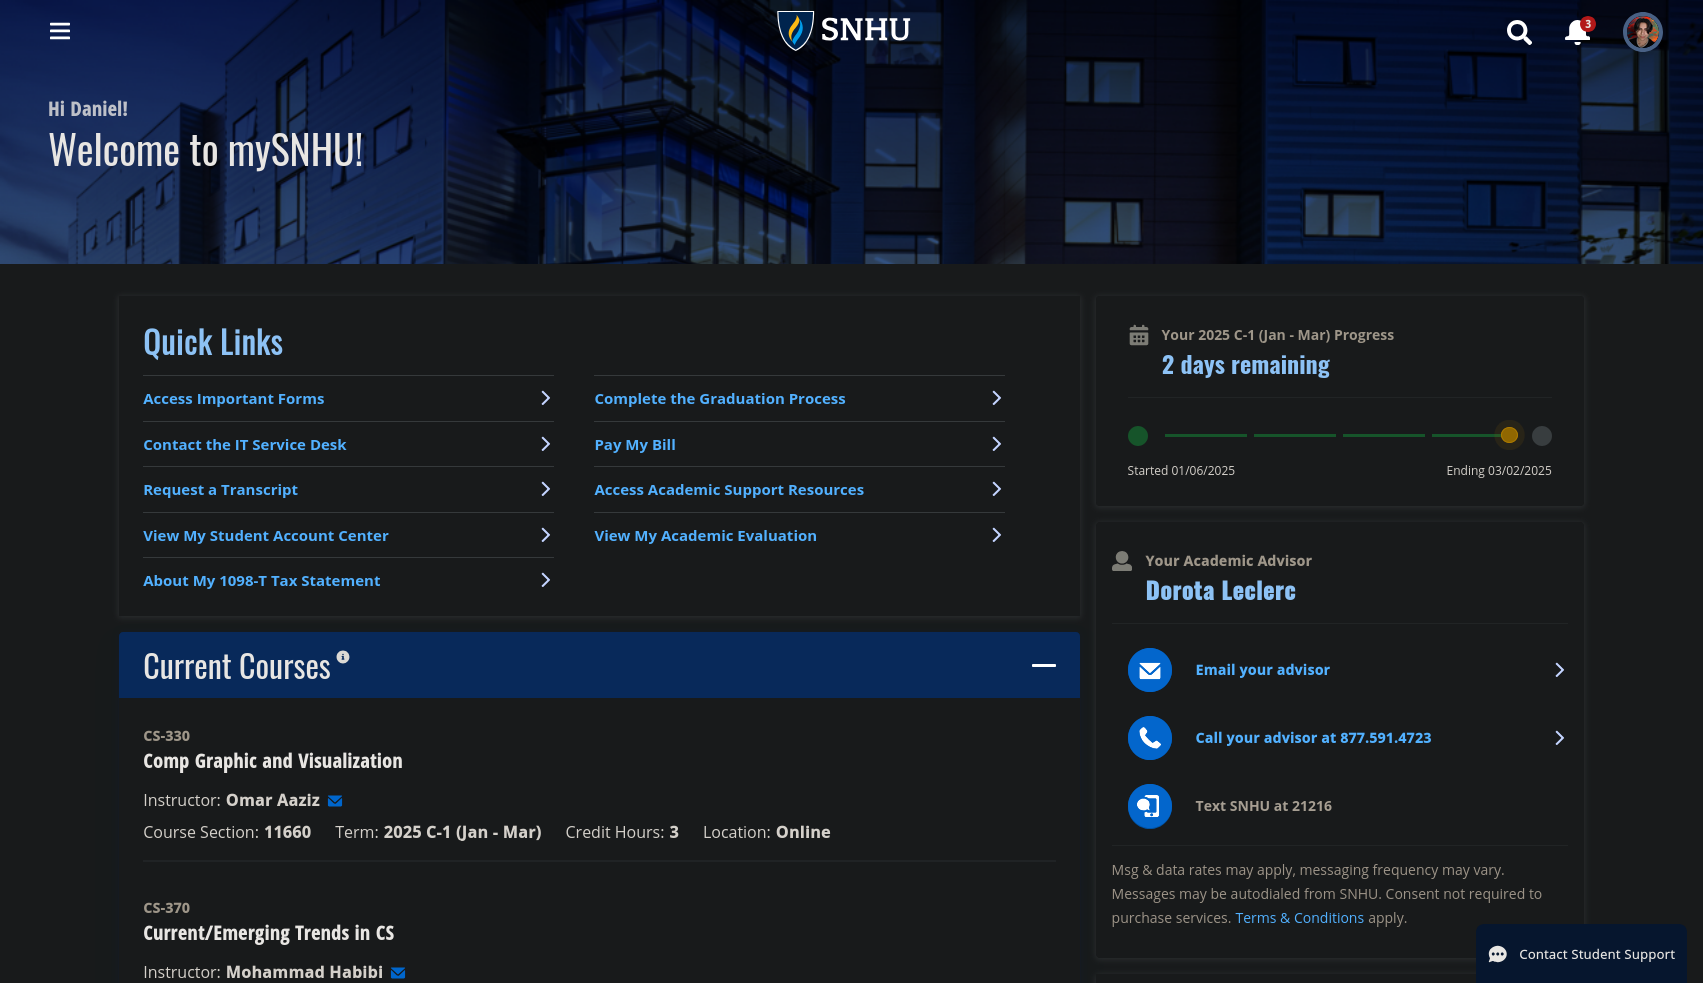 SNHU
3
Hi Daniel!
Welcome to mySNHU!
Quick Links
Access Important Forms
Contact the IT Service Desk
Request a Transcript
View My Student Account Center
About My 1098-T Tax Statement
Complete the Graduation Process
Pay My Bill
Access Academic Support Resources
View My Academic Evaluation
Current Courses
CS-330
Comp Graphic and Visualization
Instructor: Omar Aaziz
Course Section: 11660 Term: 2025 C-1 (Jan - Mar) Credit Hours: 3 Location: Online
CS-370
Current/Emerging Trends in CS
Instructor: Mohammad Habibi
Your 2025 C-1 (Jan - Mar) Progress
2 days remaining
Started 01/06/2025
Ending 03/02/2025
Your Academic Advisor
Dorota Leclerc
Email your advisor
Call your advisor at 877.591.4723
Text SNHU at 21216
Msg & data rates may apply, messaging frequency may vary.
Messages may be autodialed from SNHU. Consent not required to
purchase services. Terms & Conditions apply.
Contact Student Support